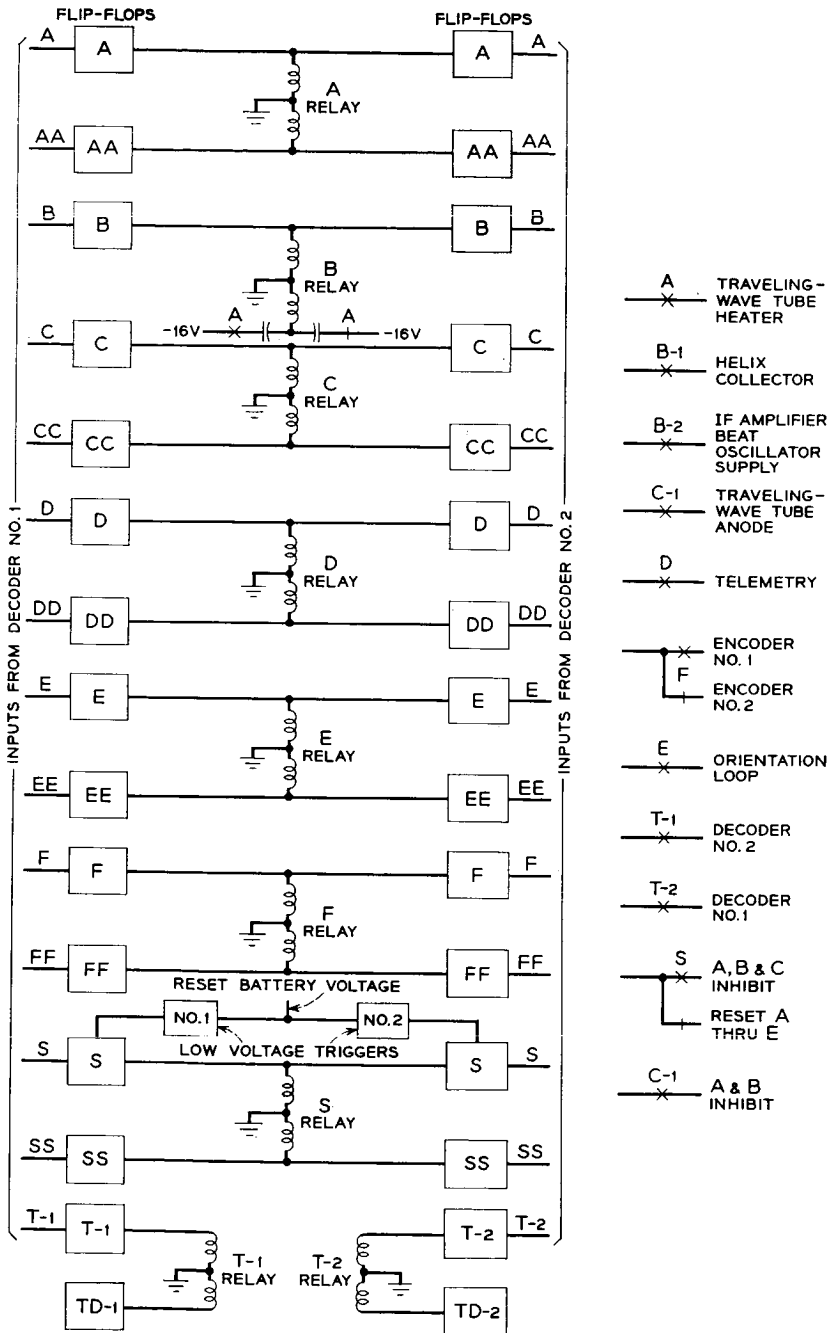 FLIP-FLOPS
FLIP-FLOPS
A
A
A
A
A
RELAY
AA
AA
AA
AA
B
B
B
B
B
RELAY
-16V
A
A
-16V
C
C
C
C
C
RELAY
CC
CC
CC
CC
D
D
D
D
D
RELAY
DD
DD
DD
DD
INPUTS FROM DECODER NO.1
INPUTS FROM DECODER NO.2
E
E
E
E
E
RELAY
EE
EE
EE
EE
F
F
F
F
F
RELAY
FF
FF
FF
FF
RESET BATTERY VOLTAGE
NO.1
NO.2
LOW VOLTAGE TRIGGERS
S
S
S
S
S
RELAY
SS
SS
SS
SS
T-1
T-1
T-2
T-2
T-1
RELAY
T-2
RELAY
TD-1
TD-2
A
TRAVELING-
WAVE TUBE
HEATER
B-1
HELIX
COLLECTOR
B-2
IF AMPLIFIER
BEAT
OSCILLATOR
SUPPLY
C-1
TRAVELING-
WAVE TUBE
ANODE
D
TELEMETRY
ENCODER
NO. 1
F
ENCODER
NO. 2
E
ORIENTATION
LOOP
T-1
DECODER
NO. 2
T-2
DECODER
NO.1
S
A, B & C
INHIBIT
RESET A
THRU E
C-1
A & B
INHIBIT